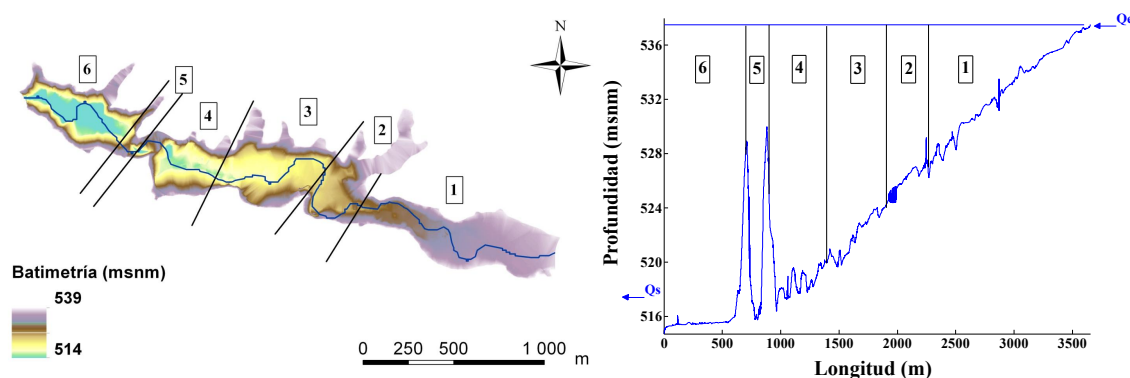 N
6
5
4
3
2
1
Batimetría (msnm)
539
514
0 250 500 1 000
m
Profundidad (msnm)
536
532
528
524
520
516
6
5
4
3
2
1
Qe
Qs
0 500 1000 1500 2000 2500 3000 3500
Longitud (m)